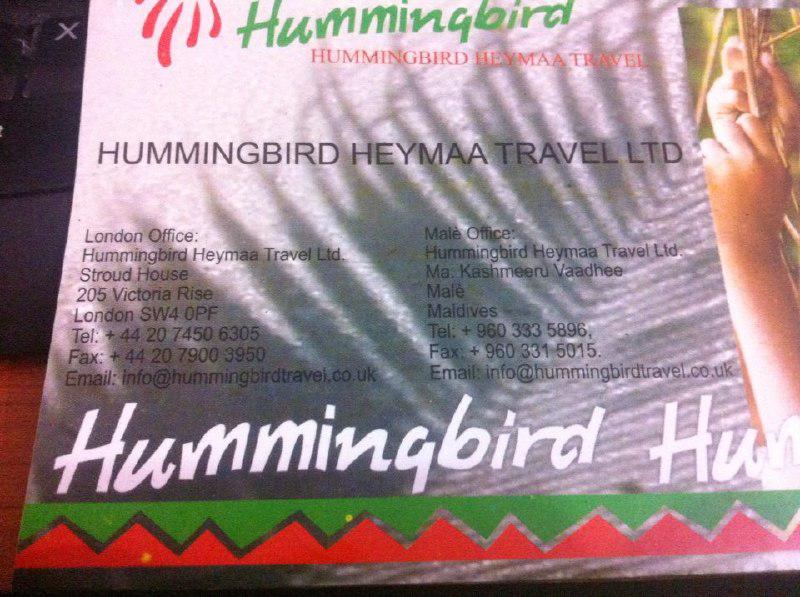 Hummingbird
HUMMINGBIRD HEYMAA TRAVEL
HUMMINGBIRD HEYMAA TRAVEL LTD
London Office:
Hummingbird Heymaa Travel Ltd.
Stroud House
205 Victoria Rise
London SW4 0PF
Tel: + 44 20 7450 6305
Fax: + 44 20 7900 3950
Email: info@hummingbirdtravel.co.uk
Malè Office:
Hummingbird Heymaa Travel Ltd.
Ma. Kashmeeru Vaadhee
Malè
Maldives
Tel: + 960 333 5896,
Fax: + 960 331 5015.
Email: info@hummingbirdtravel.co.uk
Hummingbird Hum